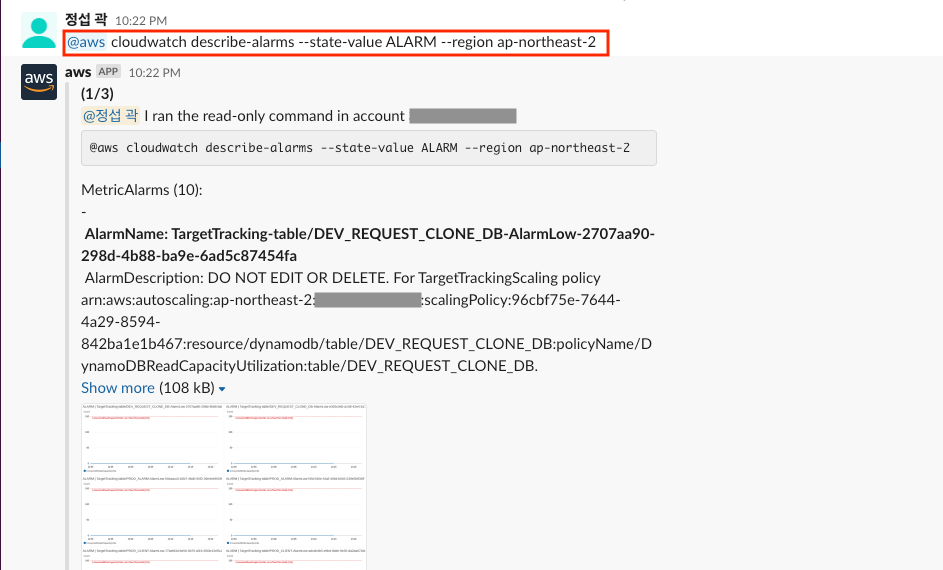 정섭 곽 10:22 PM
@aws cloudwatch describe-alarms --state-value ALARM --region ap-northeast-2
aws
aws APP 10:22 PM
(1/3)
@정섭 곽 I ran the read-only command in account
@aws cloudwatch describe-alarms --state-value ALARM --region ap-northeast-2
MetricAlarms (10):
-
AlarmName: TargetTracking-table/DEV_REQUEST_CLONE_DB-AlarmLow-2707aa90-
298d-4b88-ba9e-6ad5c87454fa
AlarmDescription: DO NOT EDIT OR DELETE. For TargetTrackingScaling policy
arn:aws:autoscaling:ap-northeast-2: :scalingPolicy:96cbf75e-7644-
4a29-8594-
842ba1e1b467:resource/dynamodb/table/DEV_REQUEST_CLONE_DB:policyName/D
ynamoDBReadCapacityUtilization:table/DEV_REQUEST_CLONE_DB.
Show more (108 kB)